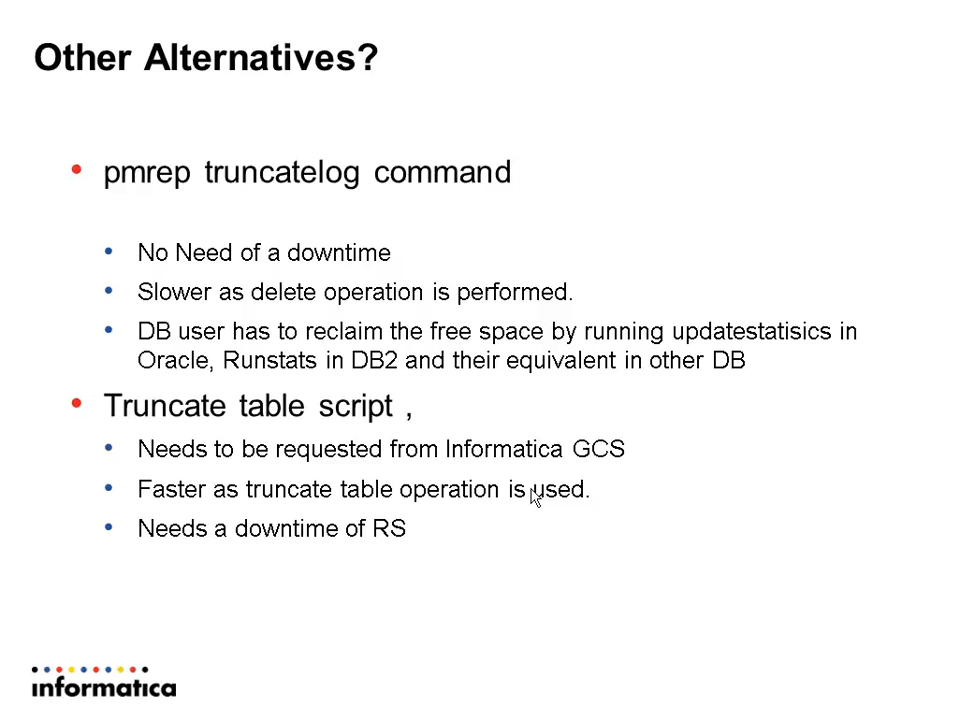 Other Alternatives?
• pmrep truncatelog command
• No Need of a downtime
• Slower as delete operation is performed.
• DB user has to reclaim the free space by running updatestatisics in
Oracle, Runstats in DB2 and their equivalent in other DB
• Truncate table script ,
• Needs to be requested from Informatica GCS
• Faster as truncate table operation is used.
• Needs a downtime of RS
informatica